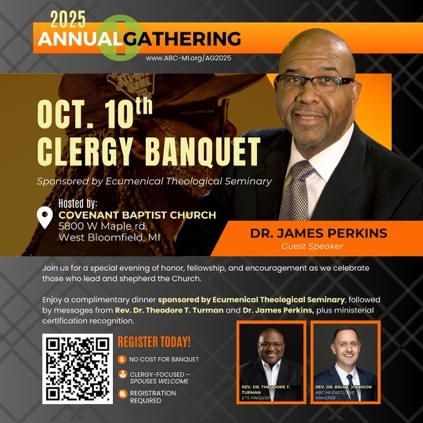 2025
ANNUAL GATHERING
www.ABC-MI.org/AG2025
OCT. 10th
CLERGY BANQUET
Sponsored by Ecumenical Theological Seminary
Hosted by:
COVENANT BAPTIST CHURCH
5800 W Maple rd.
West Bloomfield, MI
DR. JAMES PERKINS
Guest Speaker
Join us for a special evening of honor, fellowship, and encouragement as we celebrate
those who lead and shepherd the Church.
Enjoy a complimentary dinner sponsored by Ecumenical Theological Seminary, followed
by messages from Rev. Dr. Theodore T. Turman and Dr. James Perkins, plus ministerial
certification recognition.
REGISTER TODAY!
NO COST FOR BANQUET
CLERGY-FOCUSED –
SPOUSES WELCOME
REGISTRATION
REQUIRED
REV. DR. THEODORE T.
TURMAN
ETS PRESIDENT
REV. DR. BRIAN JOHNSON
ABC-MI EXECUTIVE
MINISTER